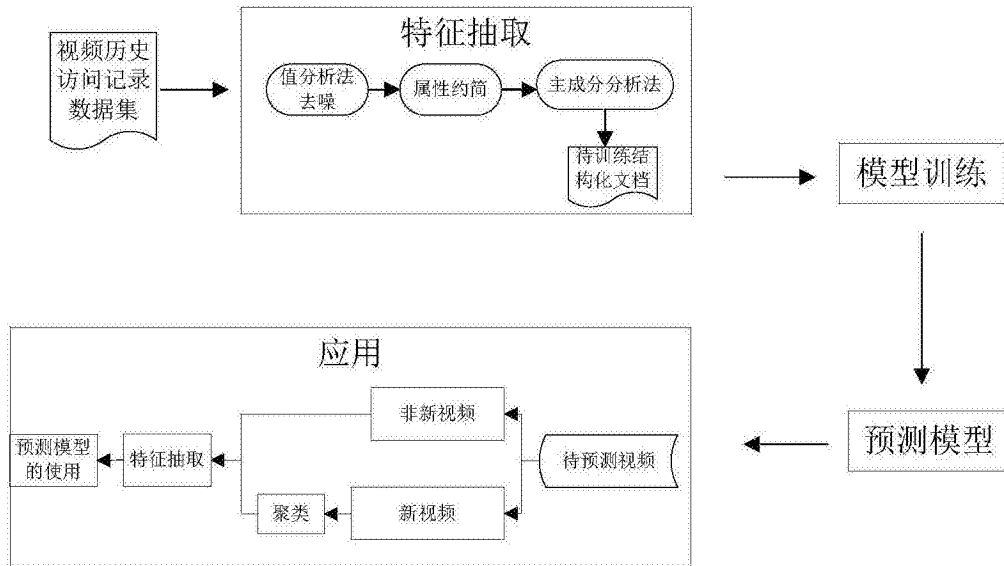 视频历史
访问记录
数据集
特征抽取
值分析法
去噪
属性约简
主成分分析法
待训练结
构化文档
模型训练
预测模型
应用
待预测视频
非新视频
新视频
聚类
特征抽取
预测模型
的使用